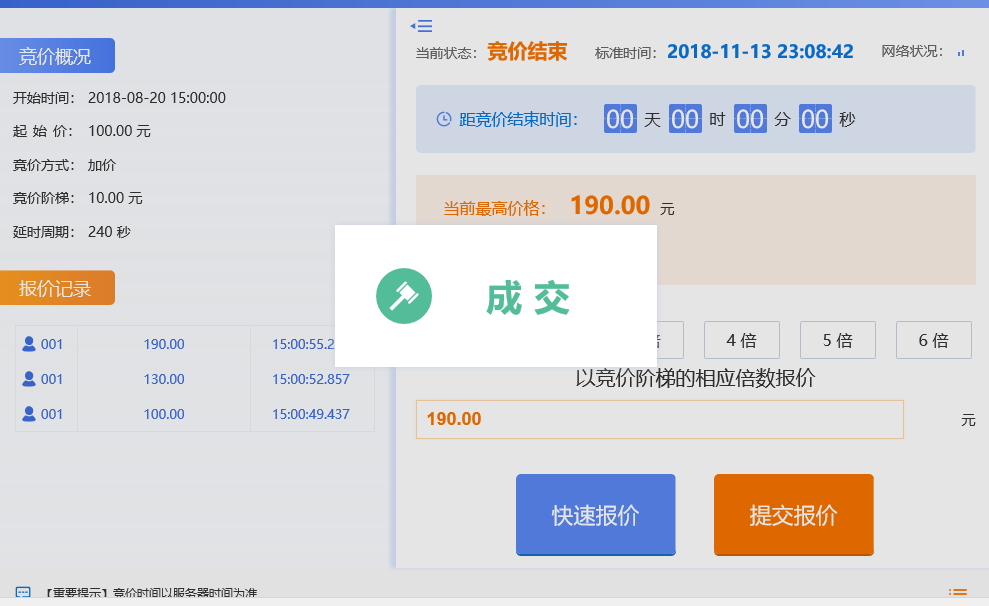 竞价概况
开始时间： 2018-08-20 15:00:00
起 始 价： 100.00 元
竞价方式： 加价
竞价阶梯： 10.00 元
延时周期： 240 秒
报价记录
001 190.00 15:00:55.2
001 130.00 15:00:52.857
001 100.00 15:00:49.437
当前状态： 竞价结束 标准时间： 2018-11-13 23:08:42 网络状况：
距竞价结束时间： 00 天 00 时 00 分 00 秒
当前最高价格： 190.00 元
成交
4 倍 5 倍 6 倍
以竞价阶梯的相应倍数报价
190.00 元
快速报价 提交报价
【重要提示】竞价时间以服务器时间为准